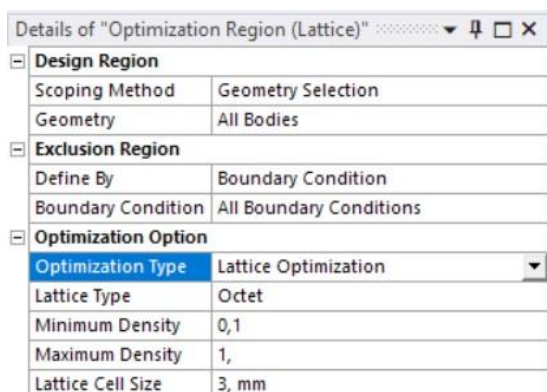 Details of "Optimization Region (Lattice)"
Design Region
Scoping Method Geometry Selection
Geometry All Bodies
Exclusion Region
Define By Boundary Condition
Boundary Condition All Boundary Conditions
Optimization Option
Optimization Type Lattice Optimization
Lattice Type Octet
Minimum Density 0,1
Maximum Density 1,
Lattice Cell Size 3, mm